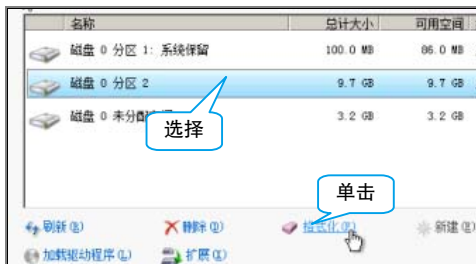 名称 总计大小 可用空间
磁盘 0 分区 1: 系统保留 100.0 MB 86.0 MB
磁盘 0 分区 2 9.7 GB 9.7 GB
磁盘 0 未分配 3.2 GB 3.2 GB
选择
单击
刷新(R) 删除(D) 格式化(F) 新建(E)
加载驱动程序(L) 扩展(X)